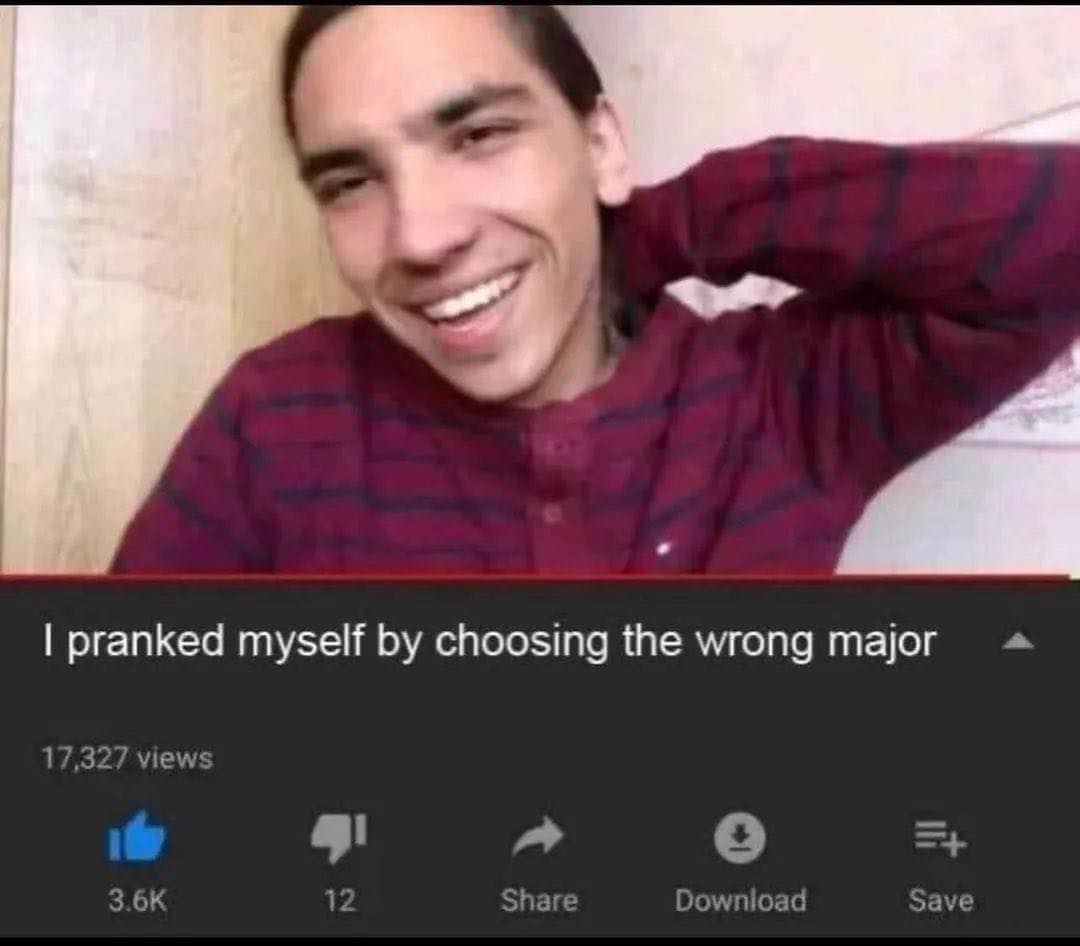 I pranked myself by choosing the wrong major
17,327 views
3.6K
12
Share
Download
Save